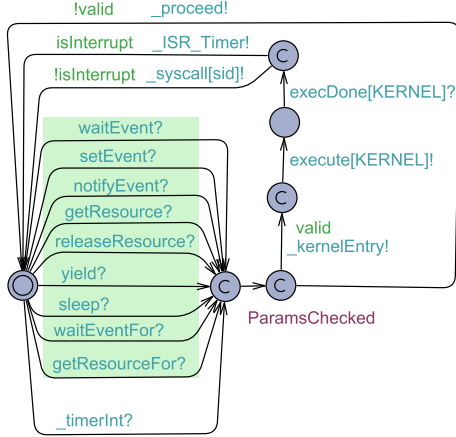 !valid _proceed!
isInterrupt _ISR_Timer!
!isInterrupt _syscall[sid]!
C
execDone[KERNEL]?
waitEvent?
setEvent?
execute[KERNEL]!
notifyEvent?
C
getResource?
valid
releaseResource?
_kernelEntry!
yield?
C
C
sleep?
ParamsChecked
waitEventFor?
getResourceFor?
_timerInt?